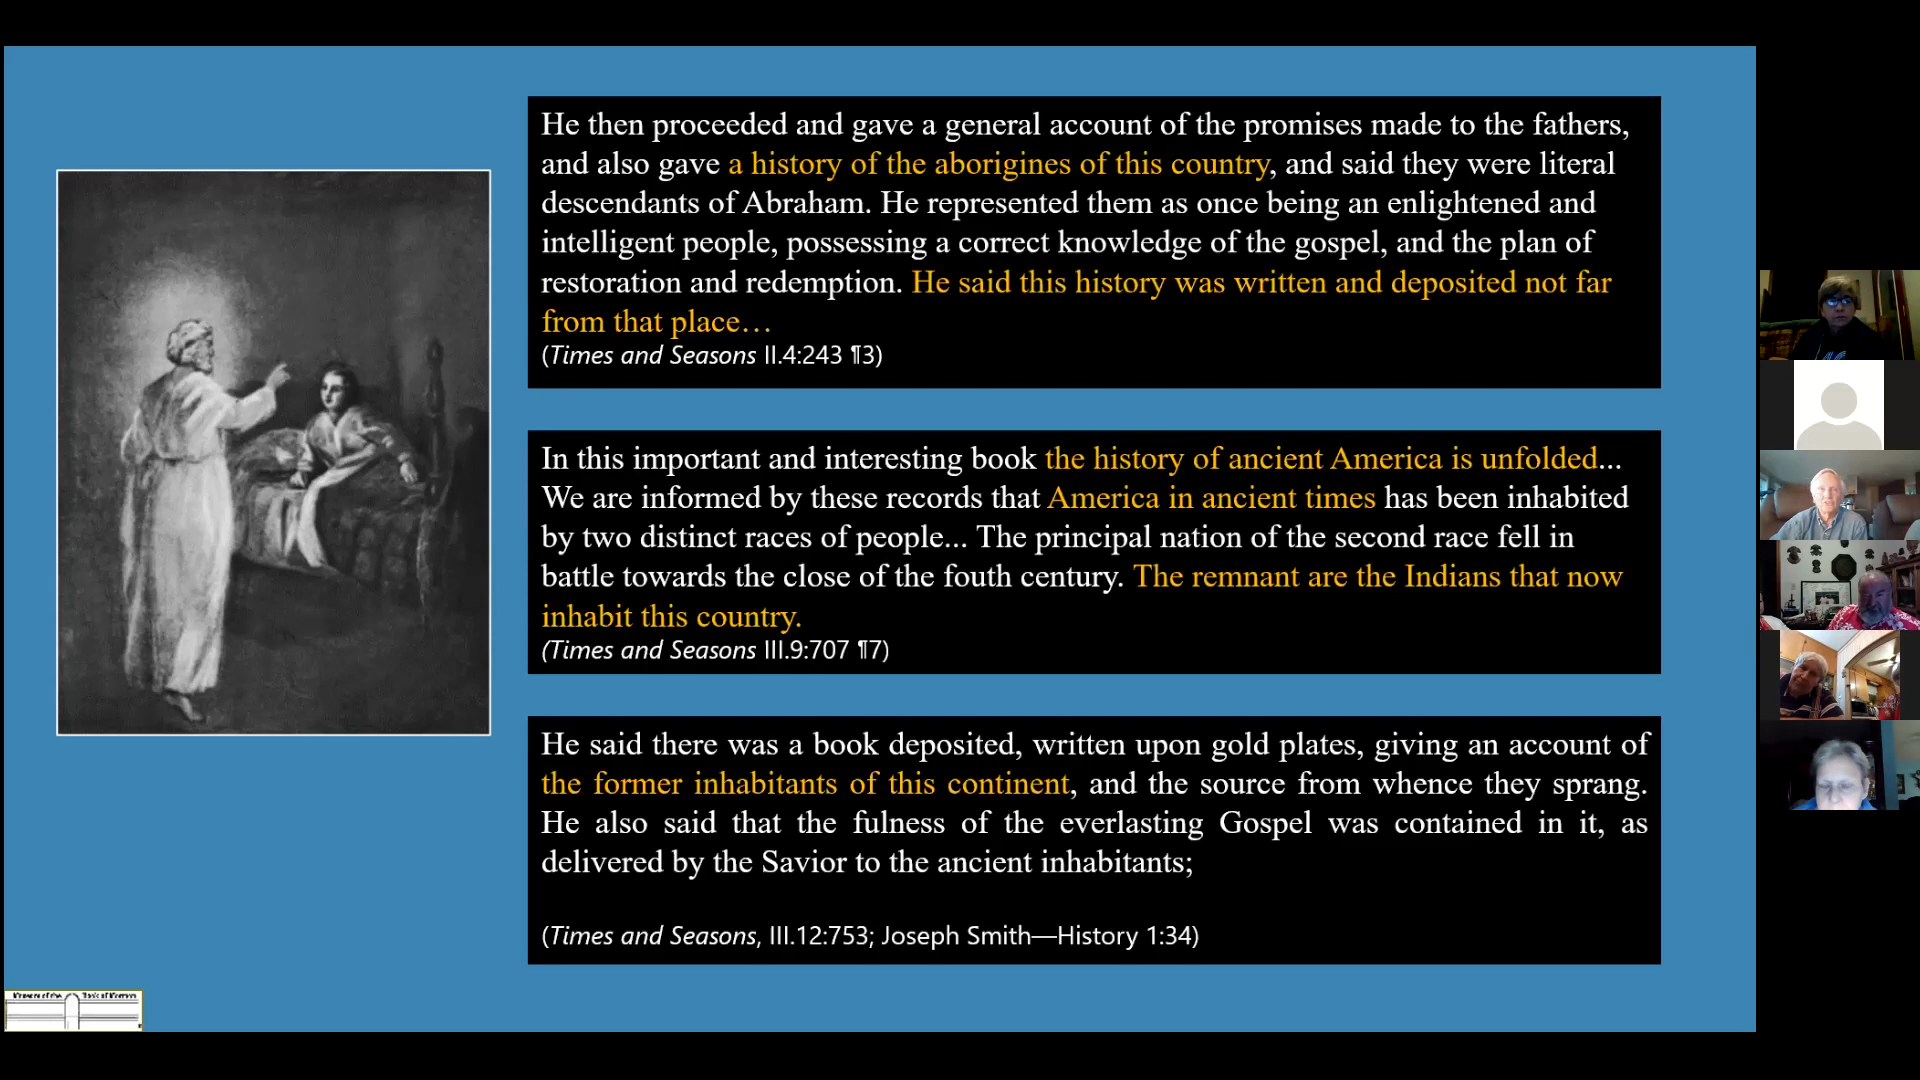 He then proceeded and gave a general account of the promises made to the fathers,
and also gave a history of the aborigines of this country, and said they were literal
descendants of Abraham. He represented them as once being an enlightened and
intelligent people, possessing a correct knowledge of the gospel, and the plan of
restoration and redemption. He said this history was written and deposited not far
from that place…
(Times and Seasons II.4:243 ¶3)
In this important and interesting book the history of ancient America is unfolded...
We are informed by these records that America in ancient times has been inhabited
by two distinct races of people... The principal nation of the second race fell in
battle towards the close of the fouth century. The remnant are the Indians that now
inhabit this country.
(Times and Seasons III.9:707 ¶7)
He said there was a book deposited, written upon gold plates, giving an account of
the former inhabitants of this continent, and the source from whence they sprang.
He also said that the fulness of the everlasting Gospel was contained in it, as
delivered by the Savior to the ancient inhabitants;
(Times and Seasons, III.12:753; Joseph Smith—History 1:34)